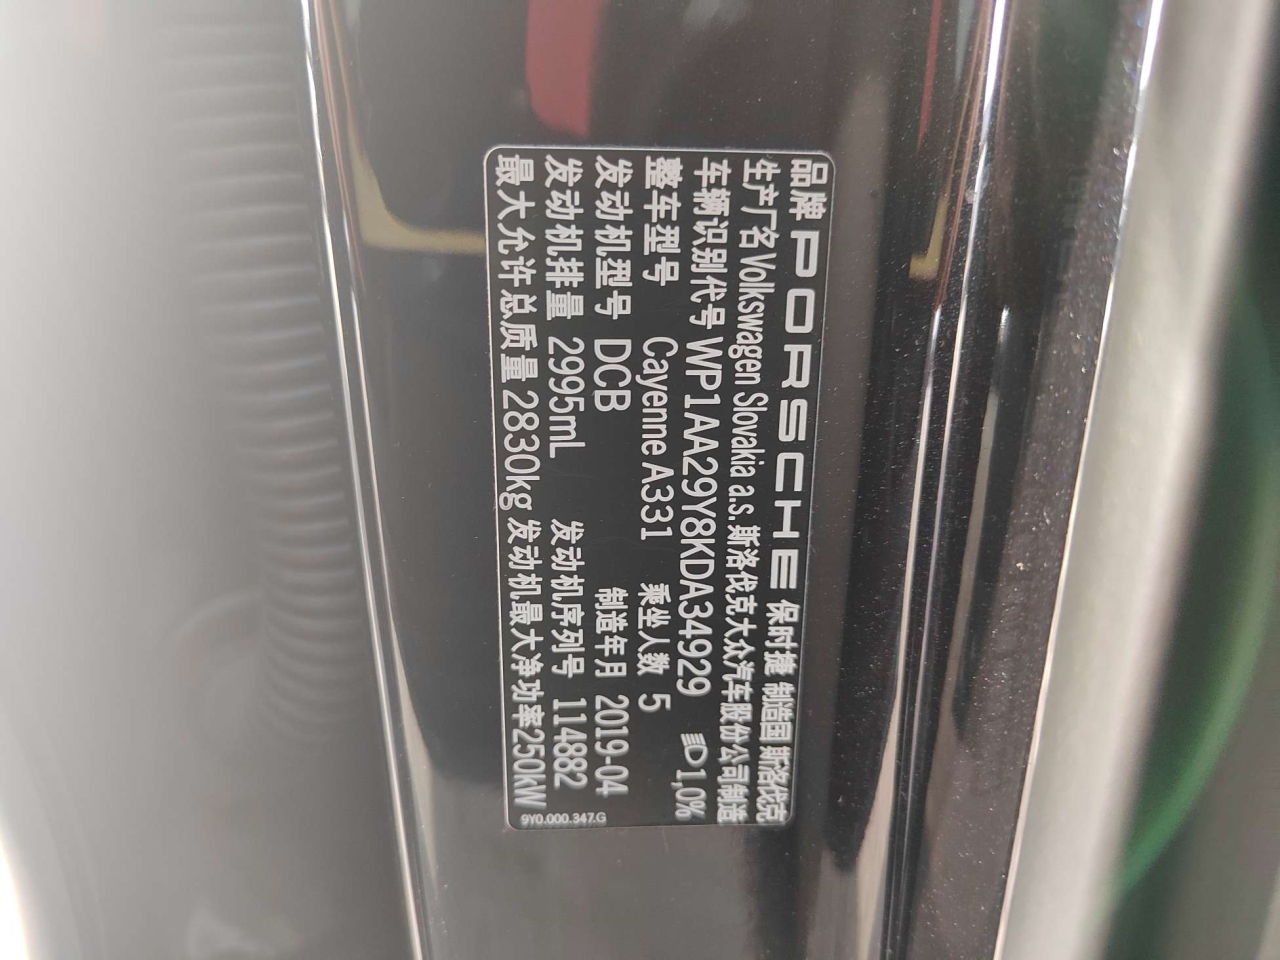 品牌 PORSCHE 保时捷 制造国 斯洛伐克
生产厂名 Volkswagen Slovakia a.s. 斯洛伐克大众汽车股份公司制造
车辆识别代号 WP1AA29Y8KDA34929 1,0%
整车型号 Cayenne A331 乘坐人数 5
发动机型号 DCB 制造年月 2019-04
发动机排量 2995mL 发动机序列号 114882
最大允许总质量 2830kg 发动机最大净功率250kW
9Y0.000.347.G